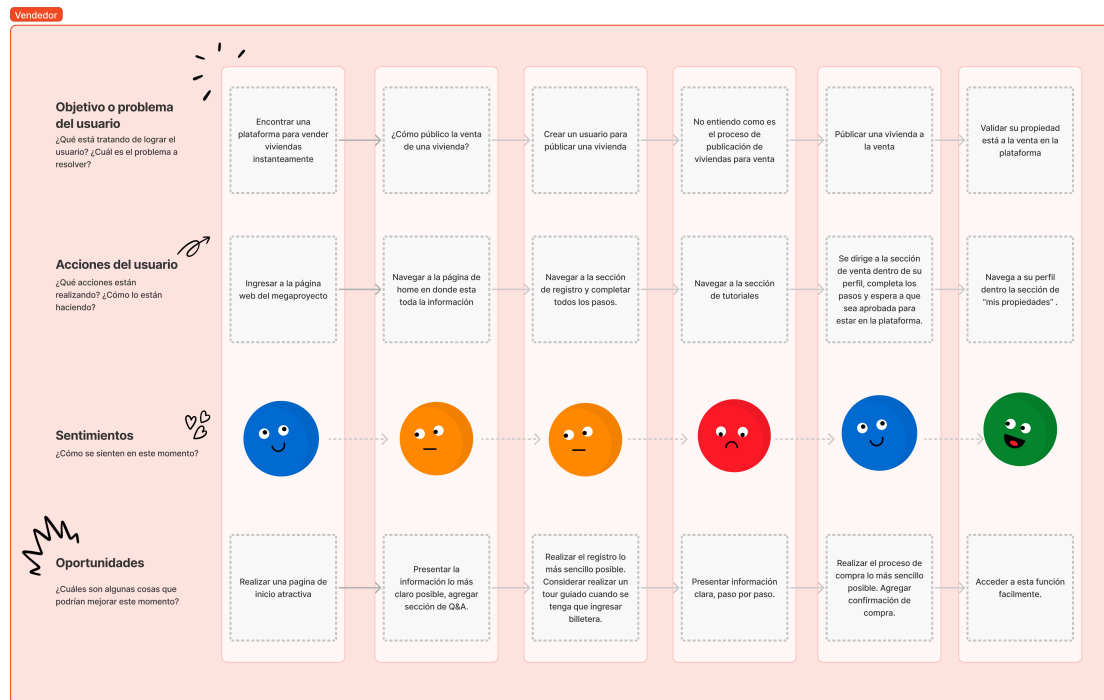 Vendedor
Objetivo o problema
del usuario
¿Qué está tratando de lograr el
usuario? ¿Cuál es el problema a
resolver?
Encontrar una
plataforma para vender
viviendas
instanteamente
¿Cómo público la venta
de una vivienda?
Crear un usuario para
públicar una vivienda
No entiendo como es
el proceso de
publicación de
viviendas para venta
Públicar una vivienda a
la venta
Validar su propiedad
está a la venta en la
plataforma
Acciones del usuario
¿Qué acciones están
realizando? ¿Cómo lo están
haciendo?
Ingresar a la página
web del megaproyecto
Navegar a la página de
home en donde esta
toda la información
Navegar a la sección
de registro y completar
todos los pasos.
Navegar a la sección
de tutoriales
Se dirige a la sección
de venta dentro de su
perfil, completa los
pasos y espera a que
sea aprobada para
estar en la plataforma.
Navega a su perfil
dentro la sección de
"mis propiedades" .
Sentimientos
¿Cómo se sienten en este momento?
Oportunidades
¿Cuáles son algunas cosas que
podrían mejorar este momento?
Realizar una pagina de
inicio atractiva
Presentar la
información lo más
claro posible, agregar
sección de Q&A.
Realizar el registro lo
más sencillo posible.
Considerar realizar un
tour guiado cuando se
tenga que ingresar
billetera.
Presentar información
clara, paso por paso.
Realizar el proceso de
compra lo más sencillo
posible. Agregar
confirmación de
compra.
Acceder a esta función
facilmente.